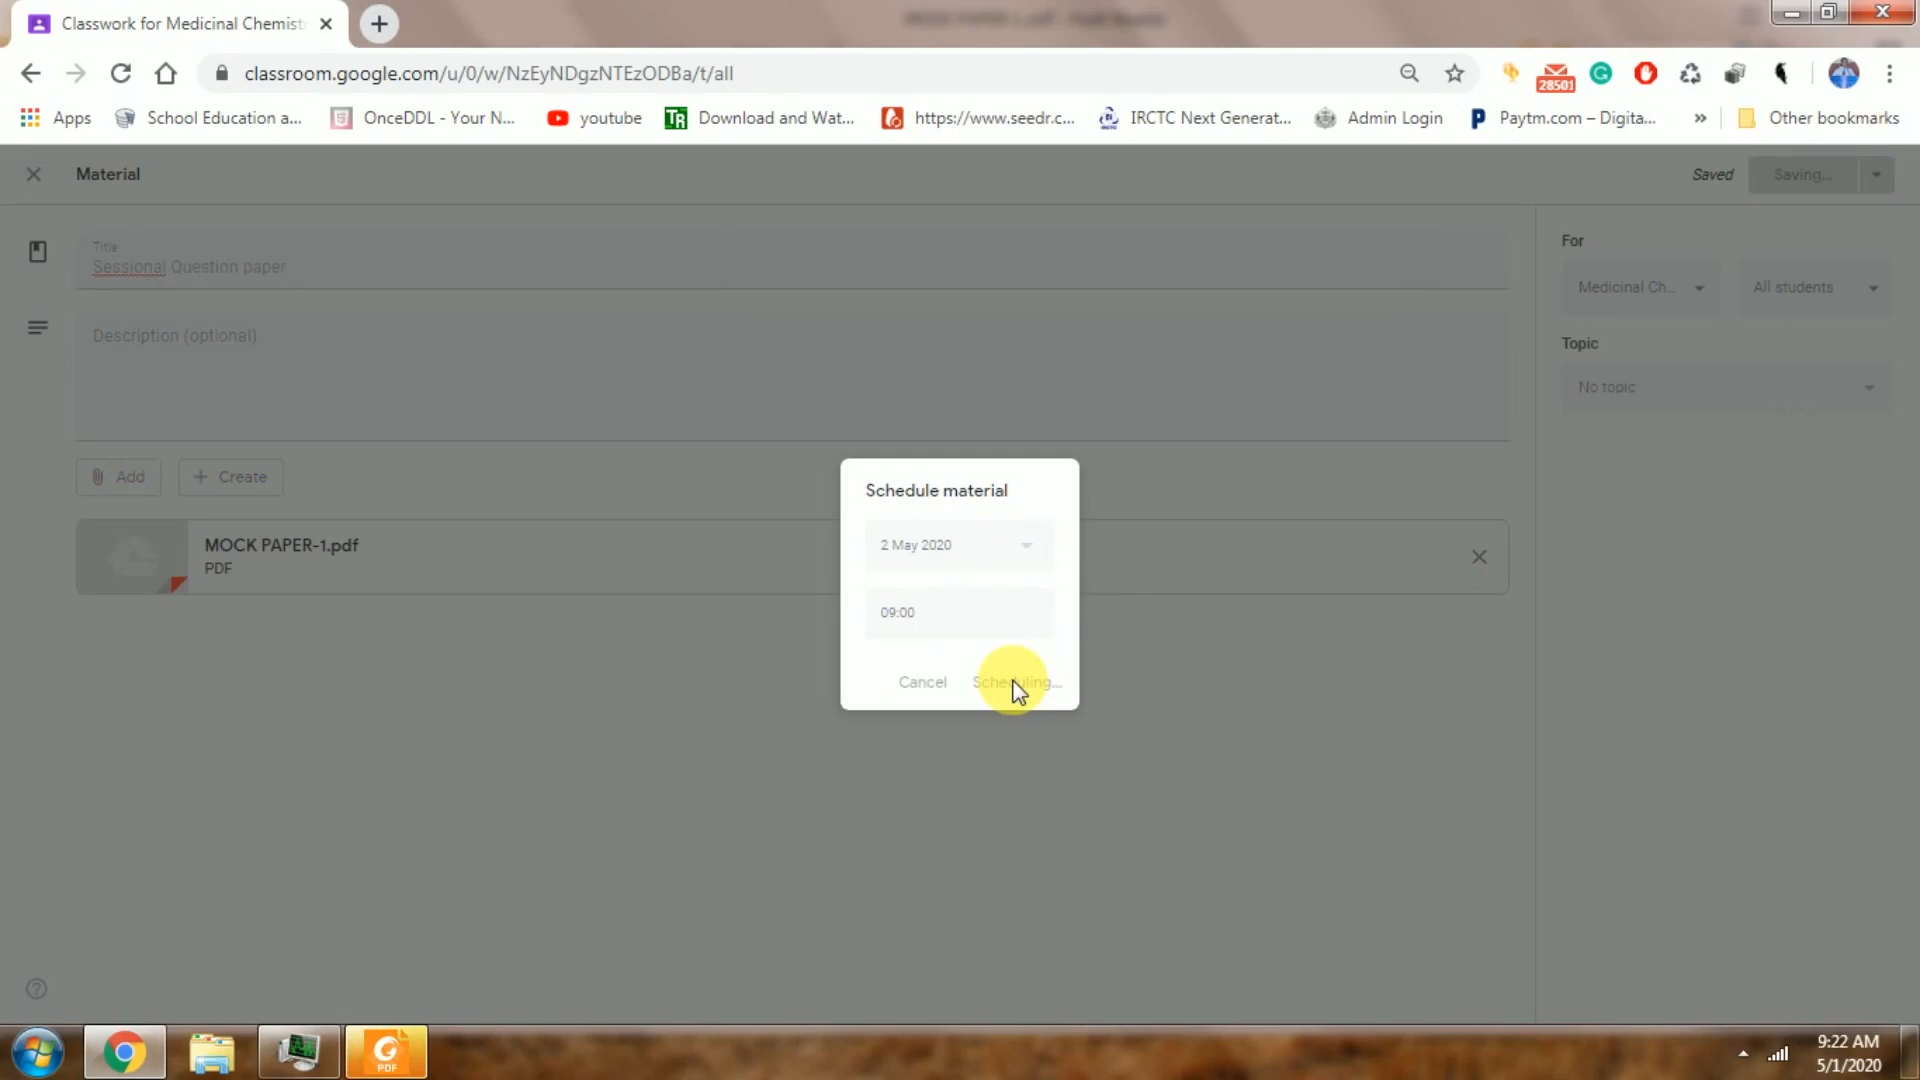 Classwork for Medicinal Chemist
classroom.google.com/u/0/w/NzEyNDgzNTEzODBa/t/all
28501
Apps
School Education a...
OnceDDL - Your N...
youtube
TR
Download and Wat...
https://www.seedr.c...
IRCTC Next Generat...
Admin Login
Paytm.com – Digita...
»
Other bookmarks
Material
Saved
Saving...
Title
Sessional Question paper
Description (optional)
Add
Create
MOCK PAPER-1.pdf
PDF
For
Medicinal Ch...
All students
Topic
No topic
Schedule material
2 May 2020
09:00
Cancel
Scheduling...
PDF
9:22 AM
5/1/2020